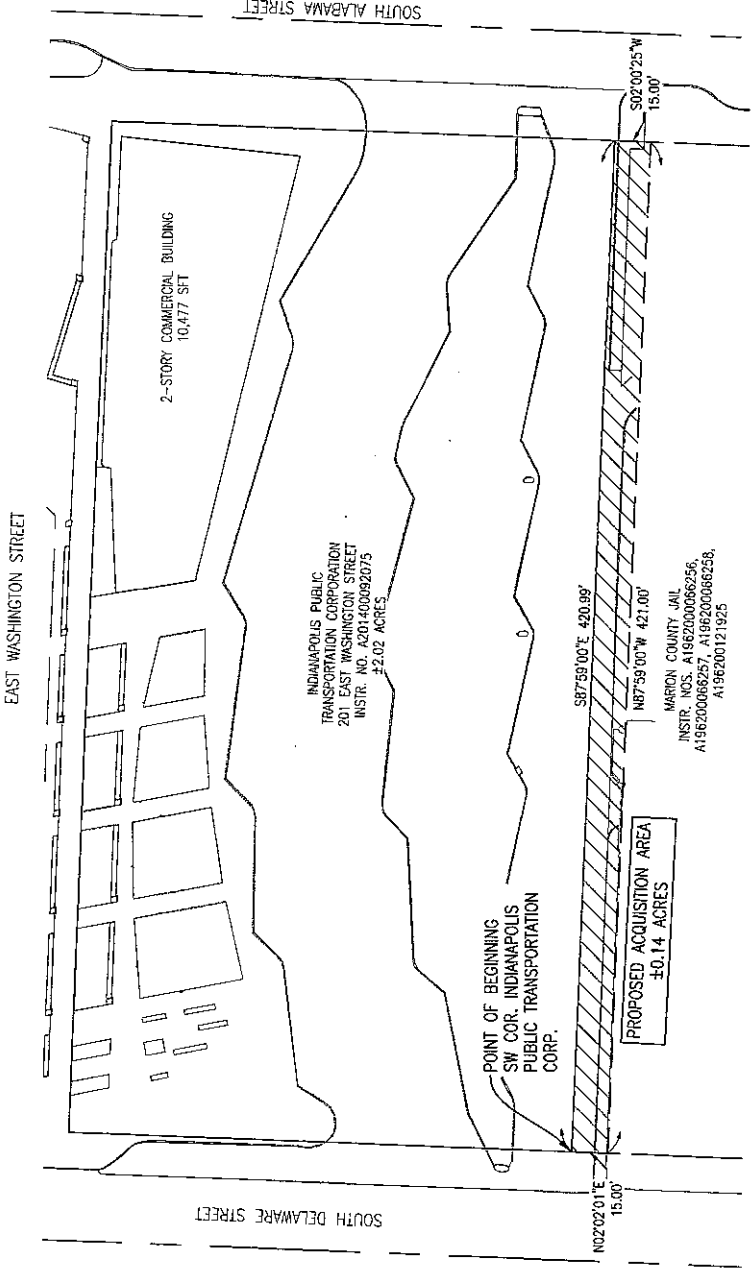 SOUTH ALABAMA STREET
EAST WASHINGTON STREET
2-STORY COMMERCIAL BUILDING
10,477 SFT
INDIANAPOLIS PUBLIC
TRANSPORTATION CORPORATION
201 EAST WASHINGTON STREET
INSTR. NO. A201400092075
±2.02 ACRES
S02°00'25"W
15.00'
S87°59'00"E 420.99'
N87°59'00"W 421.00'
MARION COUNTY JAIL
INSTR. NOS. A1962000066256,
A196200066257, A196200066258,
A196200121925
POINT OF BEGINNING
SW COR. INDIANAPOLIS
PUBLIC TRANSPORTATION
CORP.
PROPOSED ACQUISITION AREA
±0.14 ACRES
N02°02'01"E
15.00'
SOUTH DELAWARE STREET